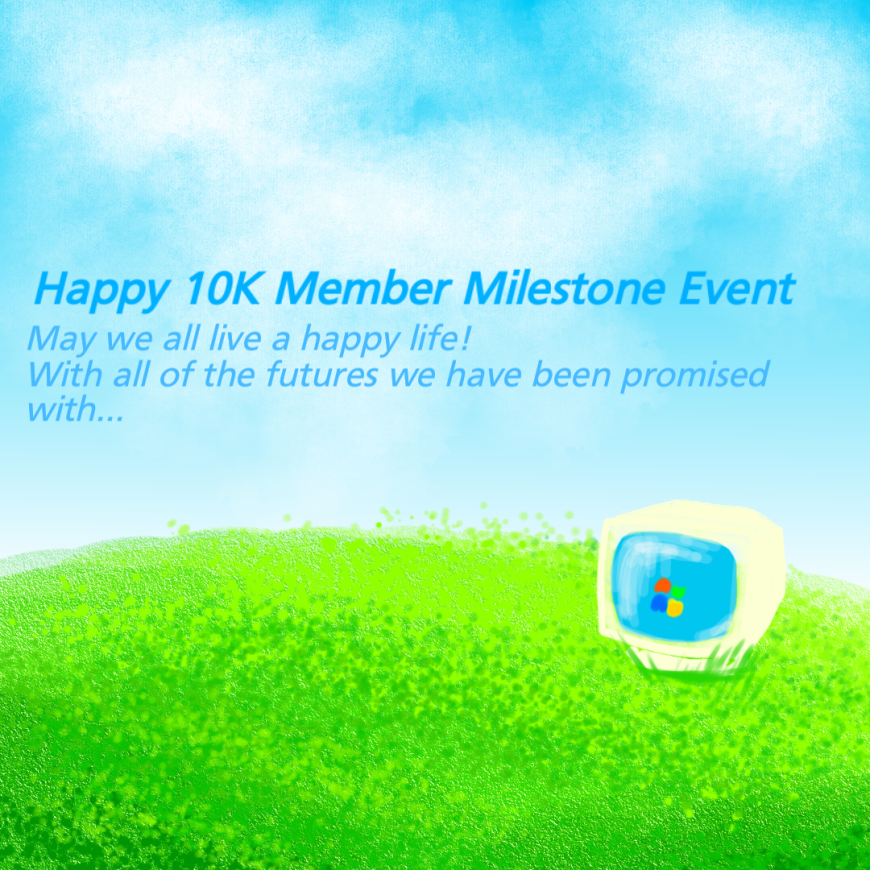 Happy 10K Member Milestone Event
May we all live a happy life!
With all of the futures we have been promised
with...